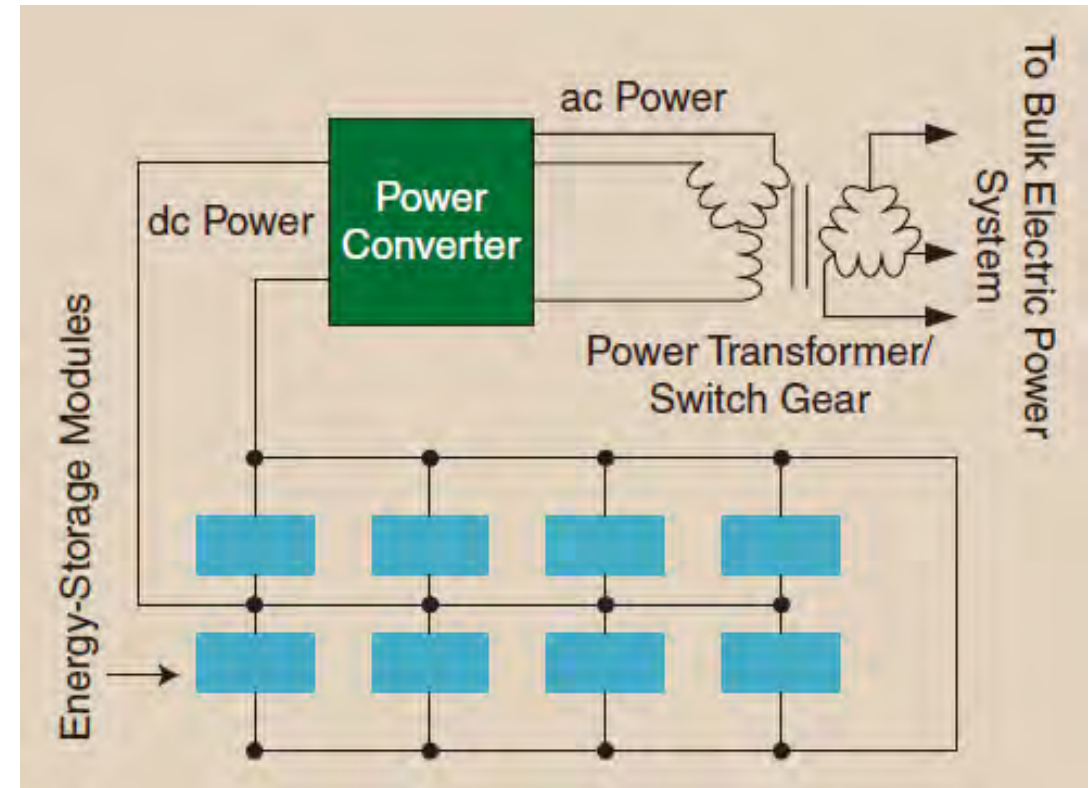 ac Power
dc Power
Power
Converter
Power Transformer/
Switch Gear
To Bulk Electric Power
System
Energy-Storage Modules